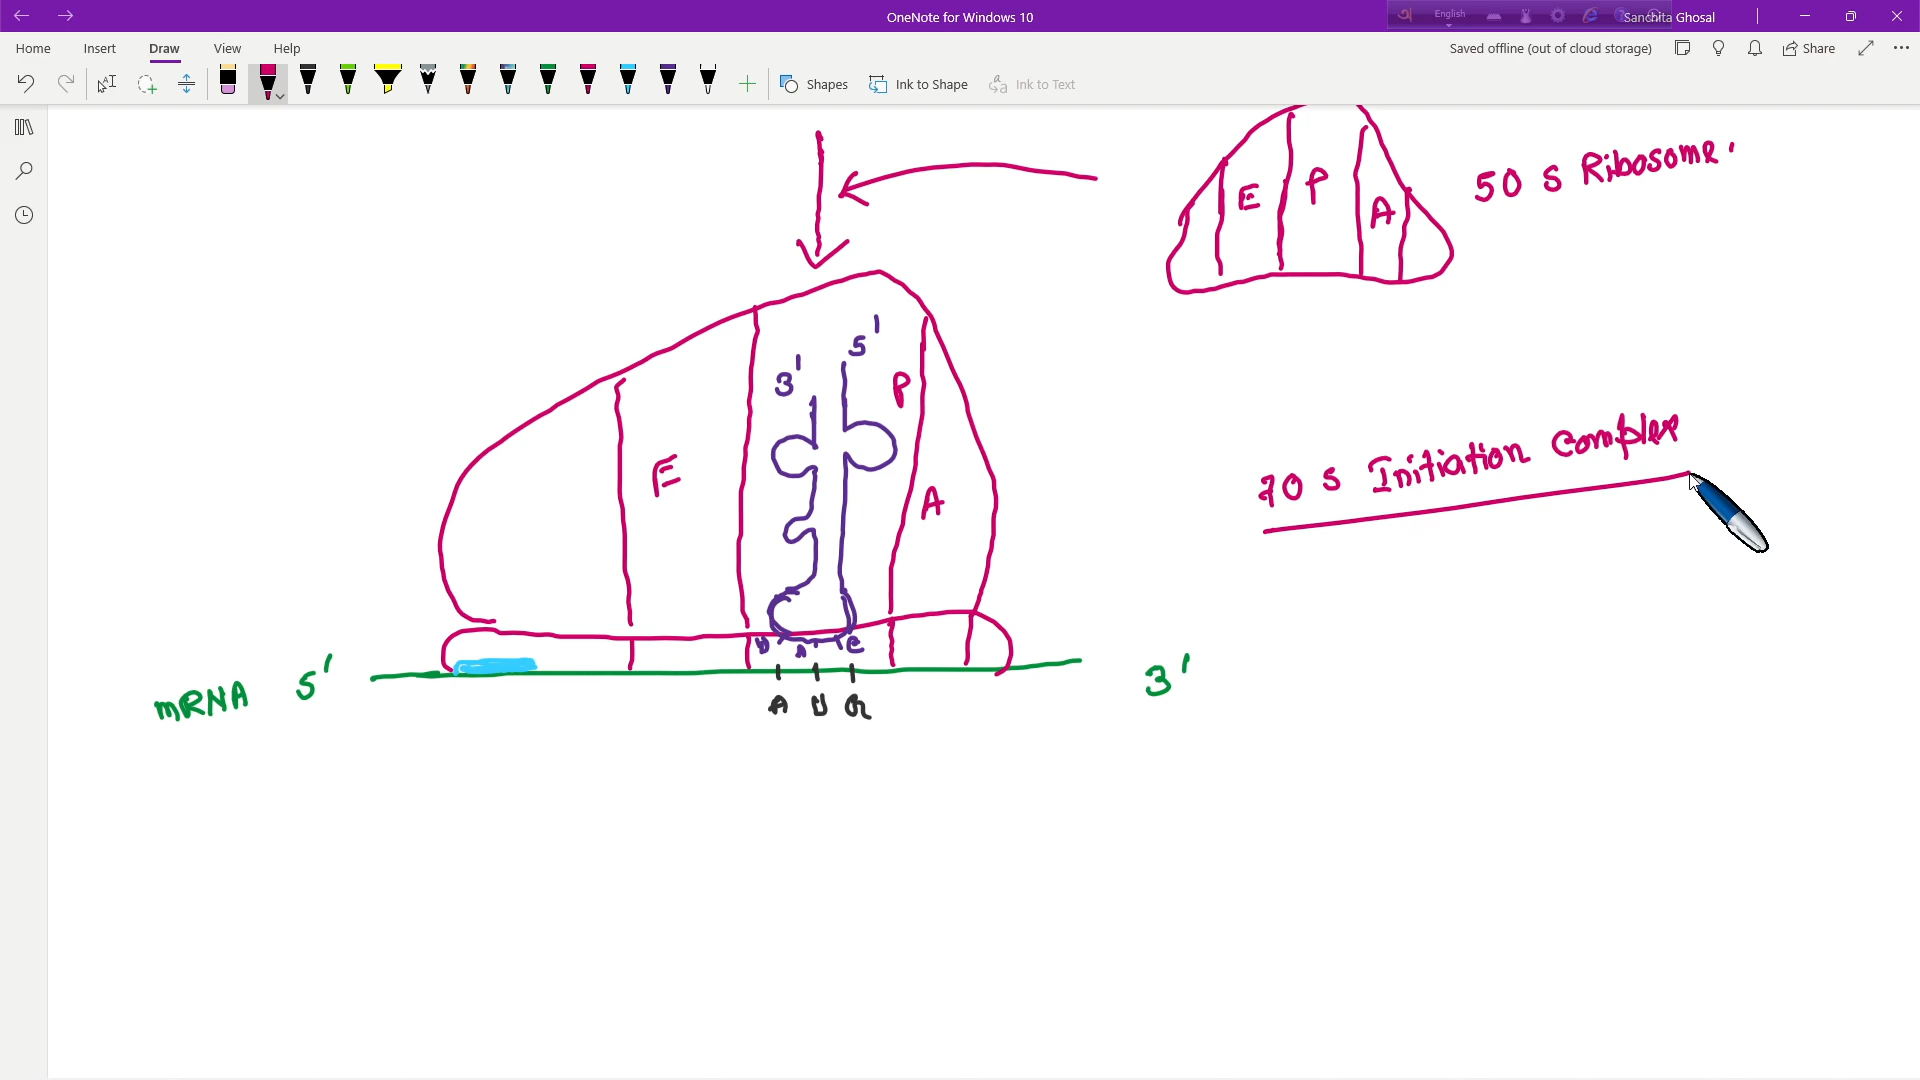 OneNote for Windows 10
English
Sanchita Ghosal
Home Insert Draw View Help
Saved offline (out of cloud storage)
Share
Shapes
Ink to Shape
Ink to Text
E P A
50 S Ribosome.
3' 5'
P
E
A
70 S Initiation Complex
U A C
mRNA 5' 3'
A U G